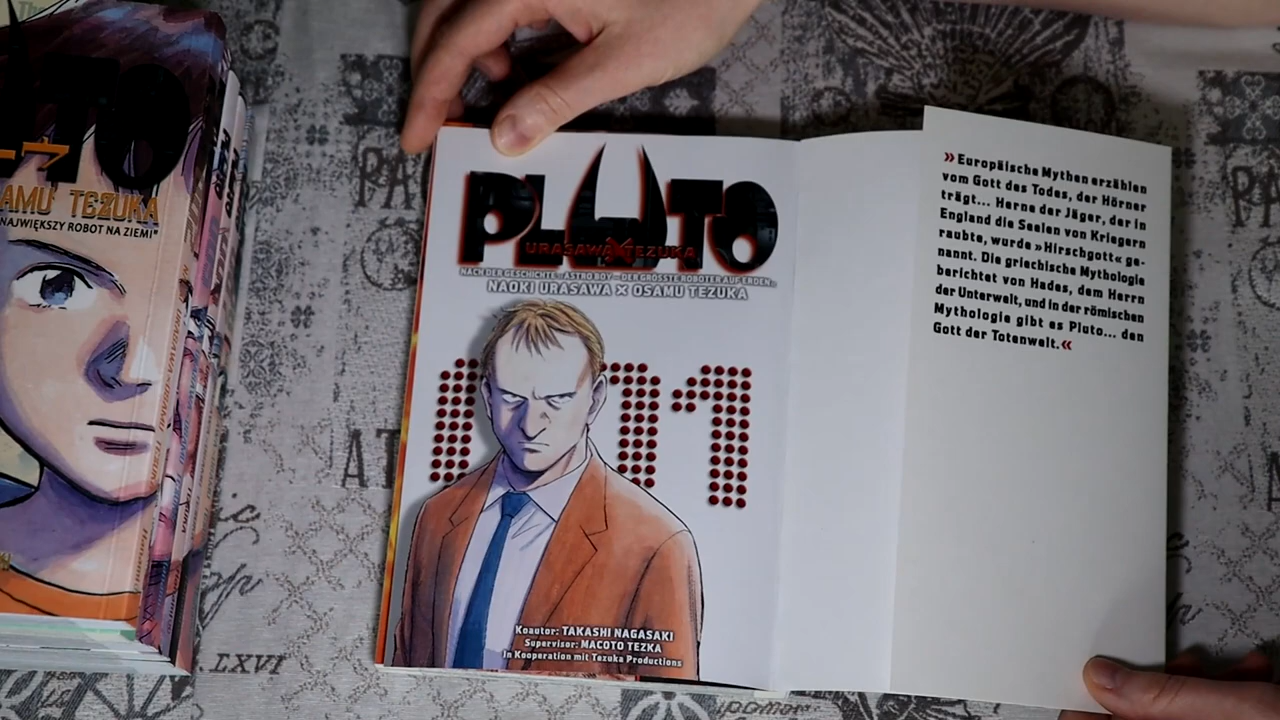 TO
AMU TEZUKA
NAJWIĘKSZY ROBOT NA ZIEMI"
PLUTO
URASAWA X TEZUKA
NACH DER GESCHICHTE: „ASTRO BOY – DER GRÖSSTE ROBOTER AUF ERDEN„
NAOKI URASAWA X OSAMU TEZUKA
001
Koautor: TAKASHI NAGASAKI
Supervisor: MACOTO TEZKA
In Kooperation mit Tezuka Productions
»Europäische Mythen erzählen
vom Gott des Todes, der Hörner
trägt... Herne der Jäger, der in
England die Seelen von Kriegern
raubte, wurde »Hirschgott« ge-
nannt. Die griechische Mythologie
berichtet von Hades, dem Herrn
der Unterwelt, und in der römischen
Mythologie gibt es Pluto... den
Gott der Totenwelt.«
LXVI